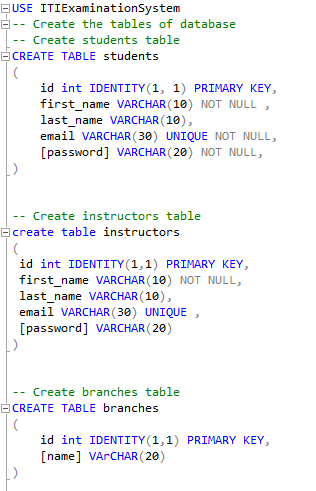 USE ITIExaminationSystem
-- Create the tables of database
-- Create students table
CREATE TABLE students
(
    id int IDENTITY(1, 1) PRIMARY KEY,
    first_name VARCHAR(10) NOT NULL ,
    last_name VARCHAR(10),
    email VARCHAR(30) UNIQUE NOT NULL,
    [password] VARCHAR(20) NOT NULL,
)
-- Create instructors table
create table instructors
(
 id int IDENTITY(1,1) PRIMARY KEY,
 first_name VARCHAR(10) NOT NULL,
 last_name VARCHAR(10),
 email VARCHAR(30) UNIQUE ,
 [password] VARCHAR(20)
)
-- Create branches table
CREATE TABLE branches
(
    id int IDENTITY(1,1) PRIMARY KEY,
    [name] VArCHAR(20)
)